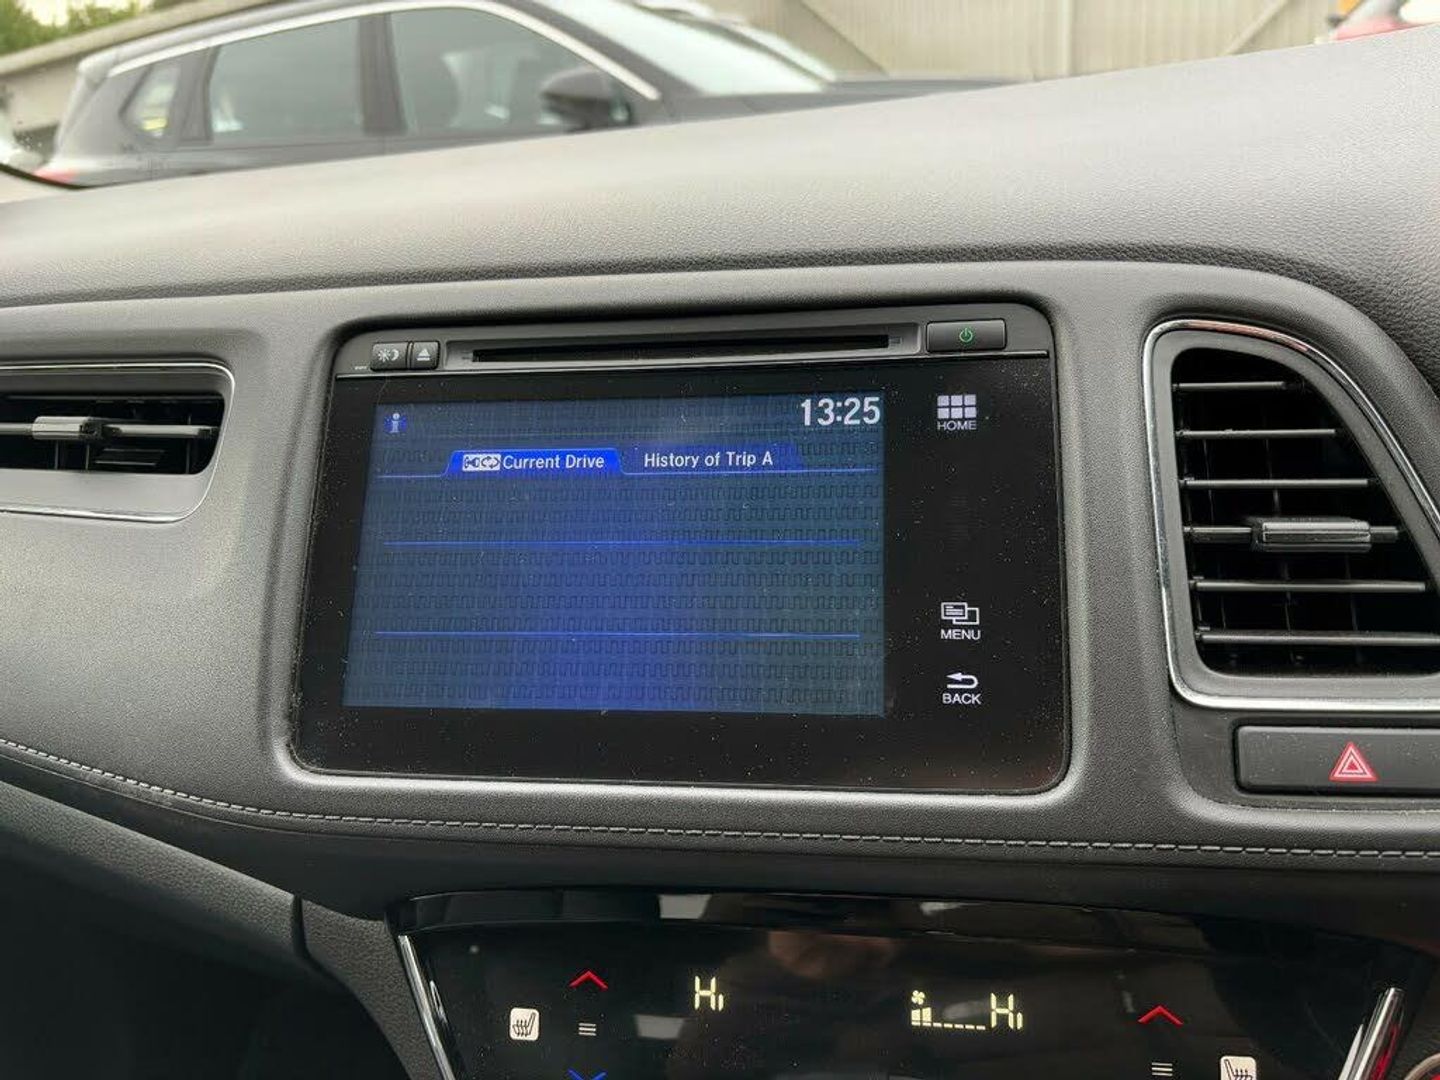 13:25
HOME
Current Drive
History of Trip A
MENU
BACK
Hi
Hi